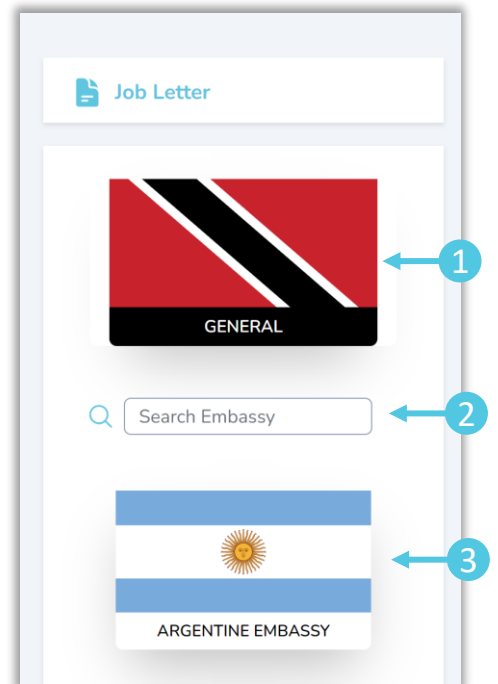 Job Letter
GENERAL
1
Search Embassy
2
3
ARGENTINE EMBASSY